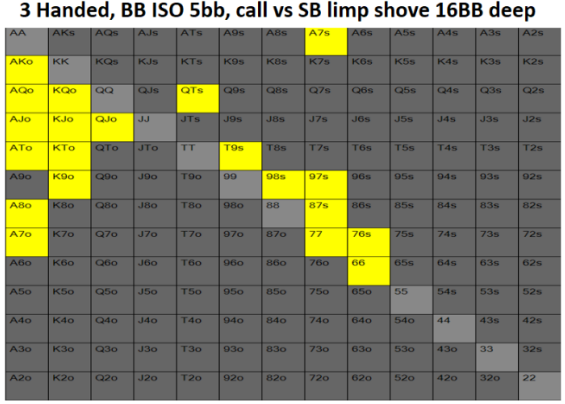 3 Handed, BB ISO 5bb, call vs SB limp shove 16BB deep
AA AKs AQs AJs ATs A9s A8s A7s A6s A5s A4s A3s A2s
AKo KK KQs KJs KTs K9s K8s K7s K6s K5s K4s K3s K2s
AQo KQo QQ QJs QTs Q9s Q8s Q7s Q6s Q5s Q4s Q3s Q2s
AJo KJo QJo JJ JTs J9s J8s J7s J6s J5s J4s J3s J2s
ATo KTo QTo JTo TT T9s T8s T7s T6s T5s T4s T3s T2s
A9o K9o Q9o J9o T9o 99 98s 97s 96s 95s 94s 93s 92s
A8o K8o Q8o J8o T8o 98o 88 87s 86s 85s 84s 83s 82s
A7o K7o Q7o J7o T7o 97o 87o 77 76s 75s 74s 73s 72s
A6o K6o Q6o J6o T6o 96o 86o 76o 66 65s 64s 63s 62s
A5o K5o Q5o J5o T5o 95o 85o 75o 65o 55 54s 53s 52s
A4o K4o Q4o J4o T4o 94o 84o 74o 64o 54o 44 43s 42s
A3o K3o Q3o J3o T3o 93o 83o 73o 63o 53o 43o 33 32s
A2o K2o Q2o J2o T2o 92o 82o 72o 62o 52o 42o 32o 22